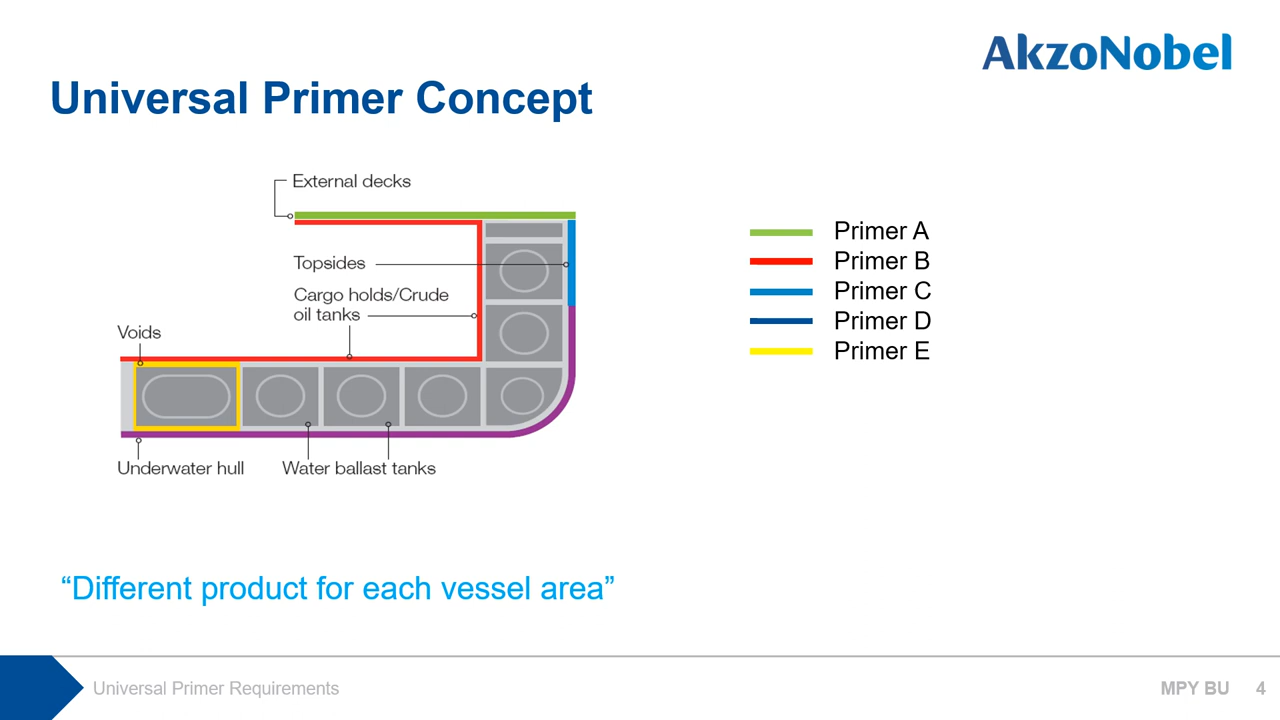 AkzoNobel
Universal Primer Concept
External decks
Topsides
Cargo holds/Crude
oil tanks
Voids
Underwater hull
Water ballast tanks
Primer A
Primer B
Primer C
Primer D
Primer E
“Different product for each vessel area”
Universal Primer Requirements
MPY BU 4